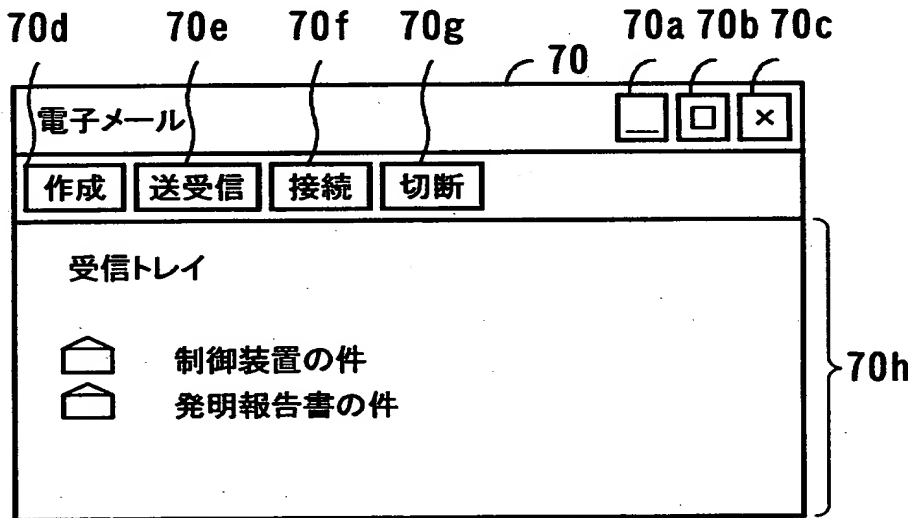 70d 70e 70f 70g 70a 70b 70c
70
電子メール _ □ ×
作成 送受信 接続 切断
受信トレイ
制御装置の件
70h
発明報告書の件